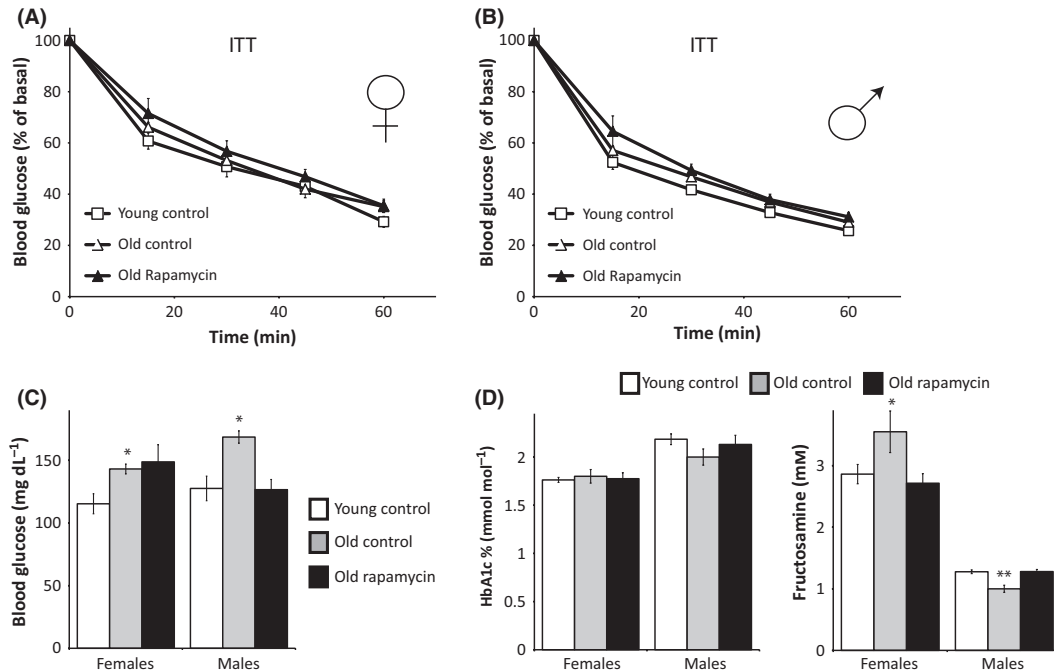 (A)
ITT
100
80
60
40
20
0
Blood glucose (% of basal)
Young control
Old control
Old Rapamycin
0 20 40 60
Time (min)
(B)
ITT
100
80
60
40
20
0
Blood glucose (% of basal)
Young control
Old control
Old Rapamycin
0 20 40 60
Time (min)
(C)
150
100
50
0
Blood glucose (mg dL⁻¹)
* *
Females Males
Young control
Old control
Old rapamycin
(D)
Young control Old control Old rapamycin
2
1.5
1
0.5
0
HbA1c % (mmol mol⁻¹)
Females Males
3
2
1
0
Fructosamine (mM)
*
**
Females Males